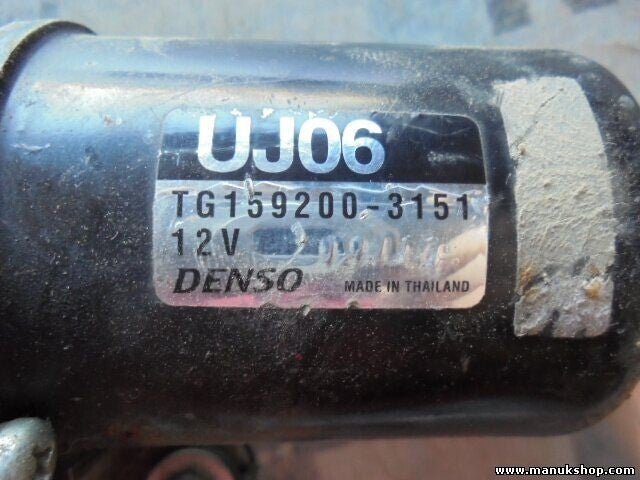 UJ06
TG159200-3151
12V
DENSO MADE IN THAILAND
www.manukshop.com